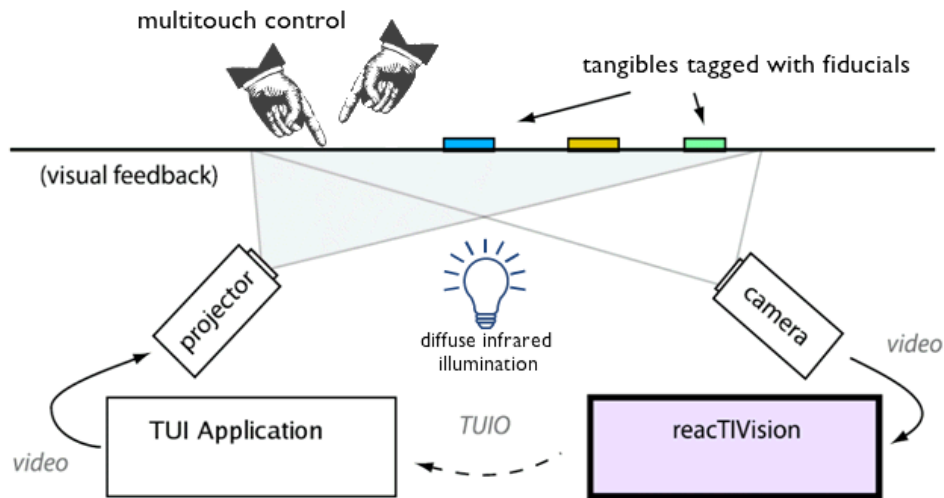 multitouch control
tangibles tagged with fiducials
(visual feedback)
projector
camera
diffuse infrared
illumination
video
TUI Application
TUIO
reacTIVision
video